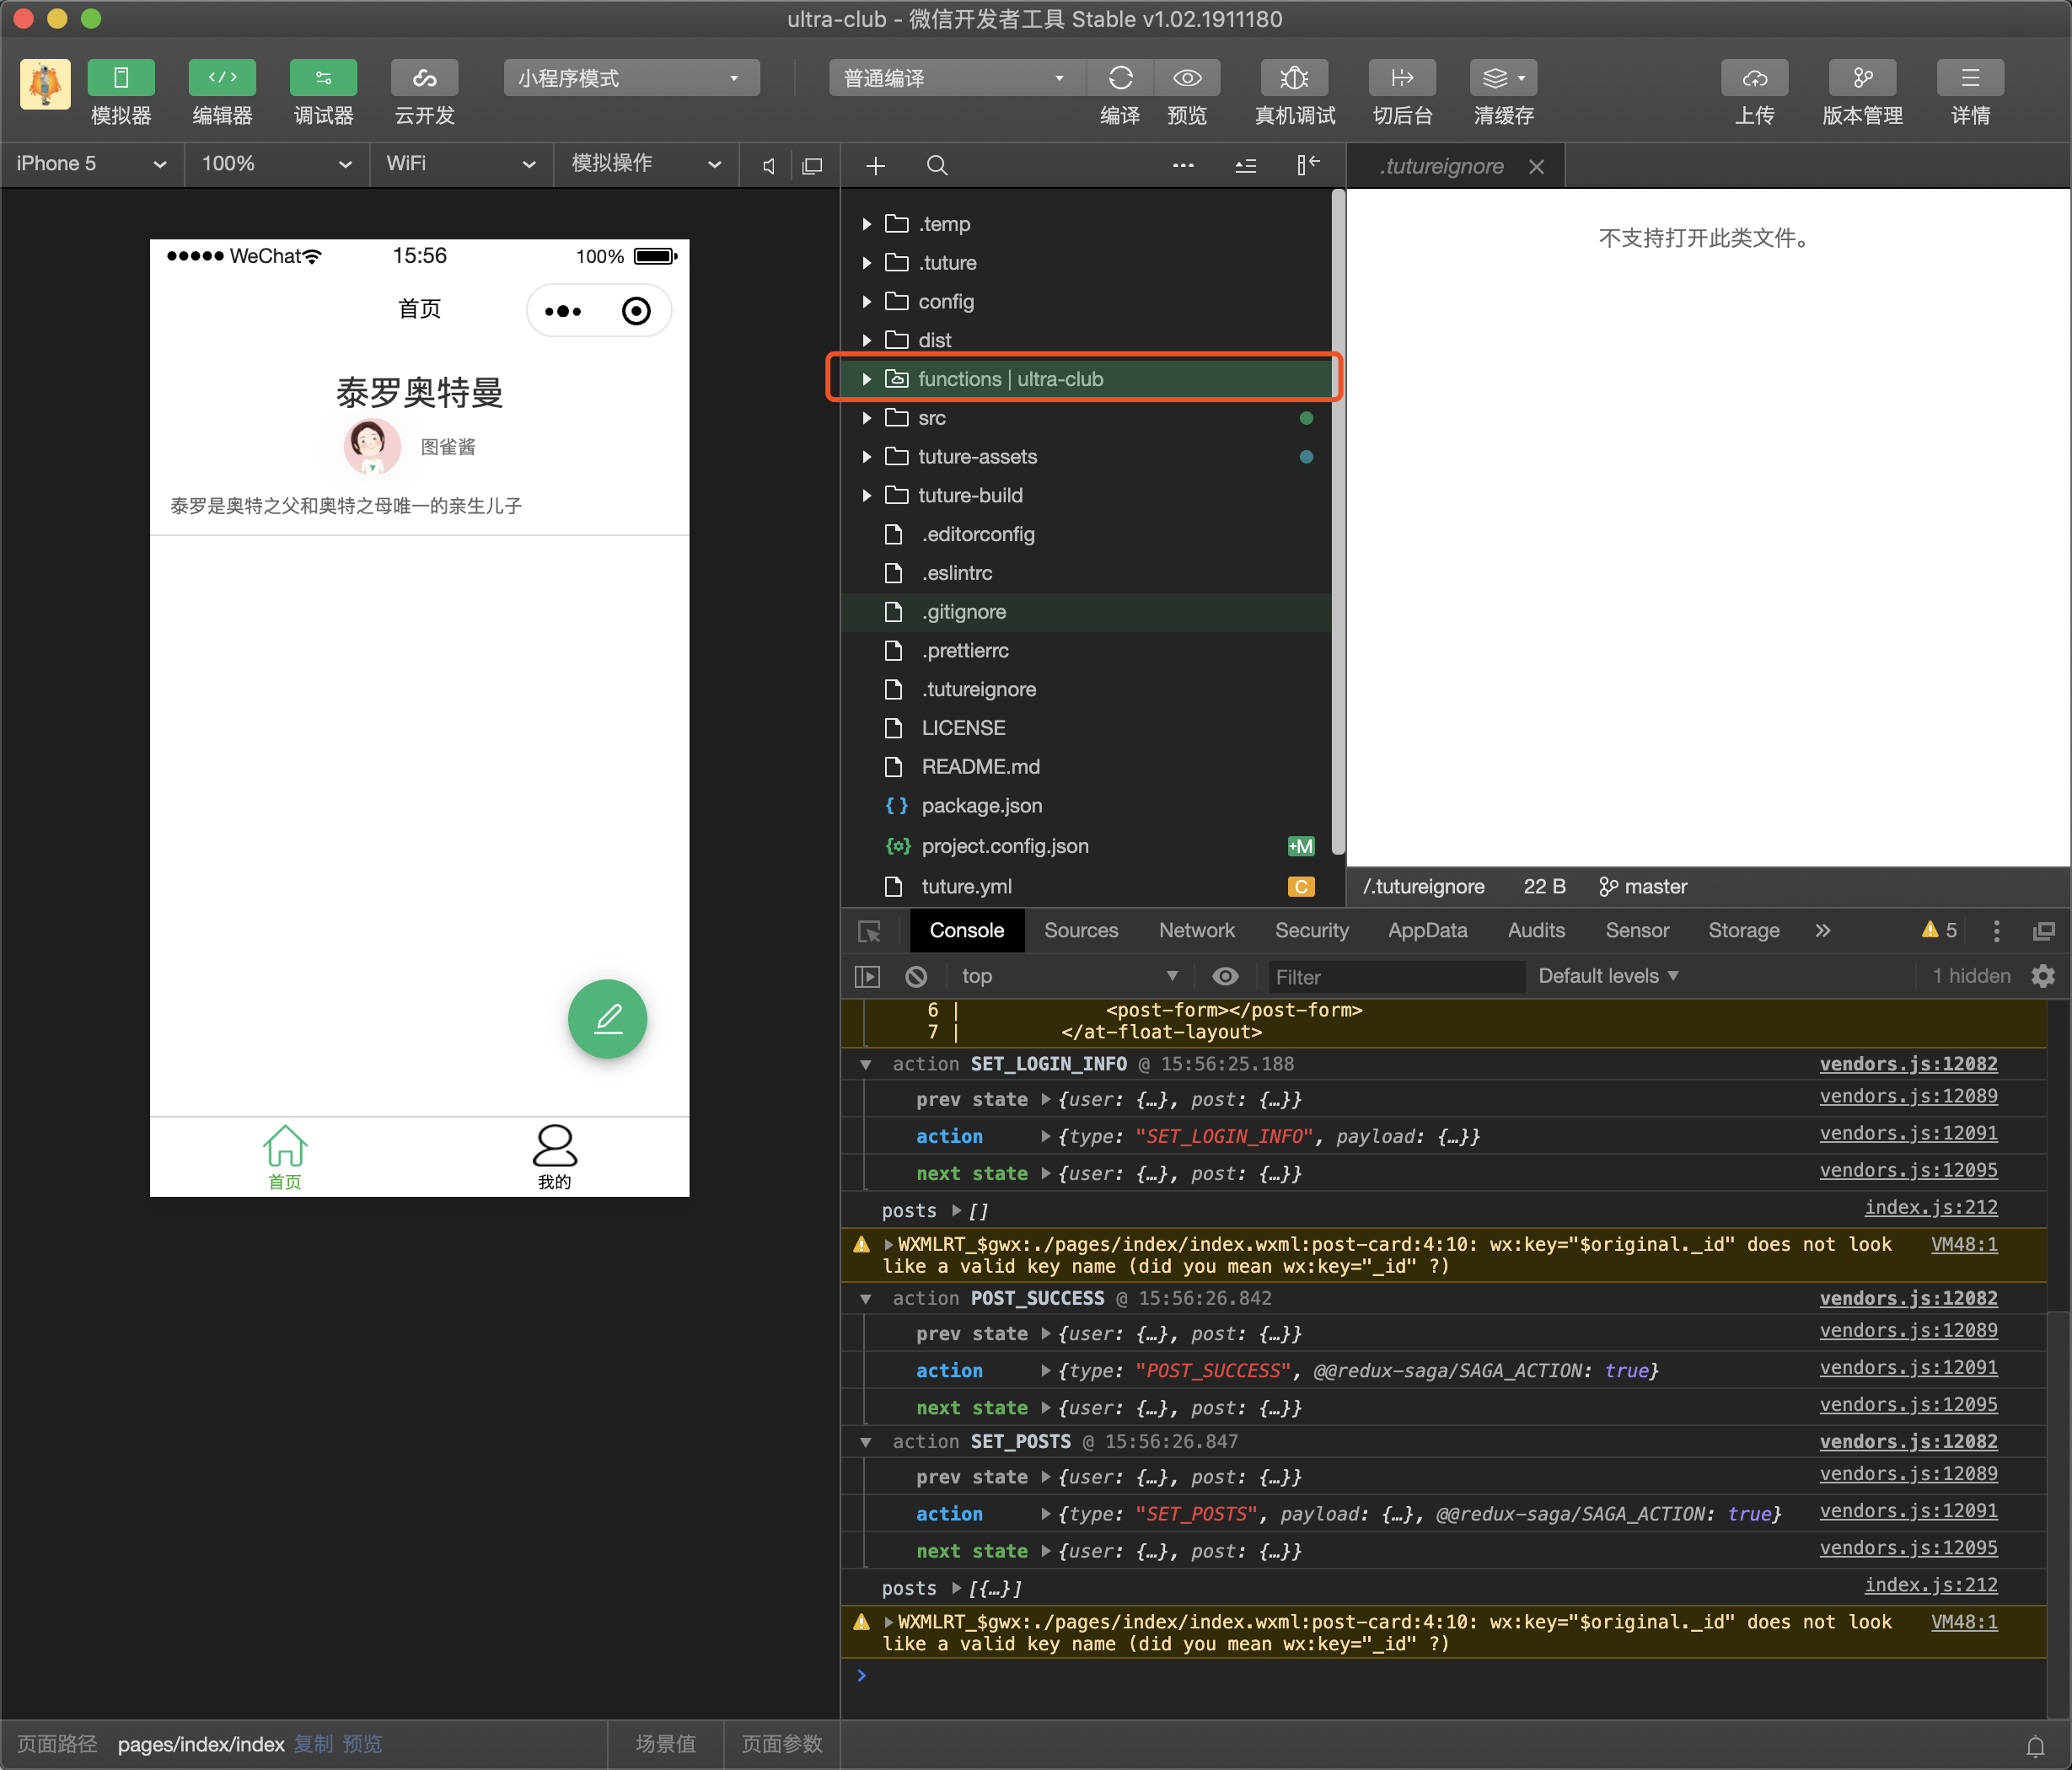 ultra-club - 微信开发者工具 Stable v1.02.1911180
模拟器
编辑器
调试器
云开发
小程序模式
普通编译
编译
预览
真机调试
切后台
清缓存
上传
版本管理
详情
iPhone 5
100%
WiFi
模拟操作
.tutureignore
WeChat
15:56
100%
首页
泰罗奥特曼
图雀酱
泰罗是奥特之父和奥特之母唯一的亲生儿子
首页
我的
.temp
.tuture
config
dist
functions | ultra-club
src
tuture-assets
tuture-build
.editorconfig
.eslintrc
.gitignore
.prettierrc
.tutureignore
LICENSE
README.md
{ } package.json
project.config.json +M
tuture.yml C
不支持打开此类文件。
/.tutureignore 22 B master
Console Sources Network Security AppData Audits Sensor Storage » 5
top Filter Default levels 1 hidden
6 | <post-form></post-form>
7 | </at-float-layout>
action SET_LOGIN_INFO @ 15:56:25.188 vendors.js:12082
prev state {user: {…}, post: {…}} vendors.js:12089
action {type: "SET_LOGIN_INFO", payload: {…}} vendors.js:12091
next state {user: {…}, post: {…}} vendors.js:12095
posts [] index.js:212
WXMLRT_$gwx:./pages/index/index.wxml:post-card:4:10: wx:key="$original._id" does not look VM48:1
like a valid key name (did you mean wx:key="_id" ?)
action POST_SUCCESS @ 15:56:26.842 vendors.js:12082
prev state {user: {…}, post: {…}} vendors.js:12089
action {type: "POST_SUCCESS", @@redux-saga/SAGA_ACTION: true} vendors.js:12091
next state {user: {…}, post: {…}} vendors.js:12095
action SET_POSTS @ 15:56:26.847 vendors.js:12082
prev state {user: {…}, post: {…}} vendors.js:12089
action {type: "SET_POSTS", payload: {…}, @@redux-saga/SAGA_ACTION: true} vendors.js:12091
next state {user: {…}, post: {…}} vendors.js:12095
posts [{…}] index.js:212
WXMLRT_$gwx:./pages/index/index.wxml:post-card:4:10: wx:key="$original._id" does not look VM48:1
like a valid key name (did you mean wx:key="_id" ?)
>
页面路径 pages/index/index 复制 预览 场景值 页面参数